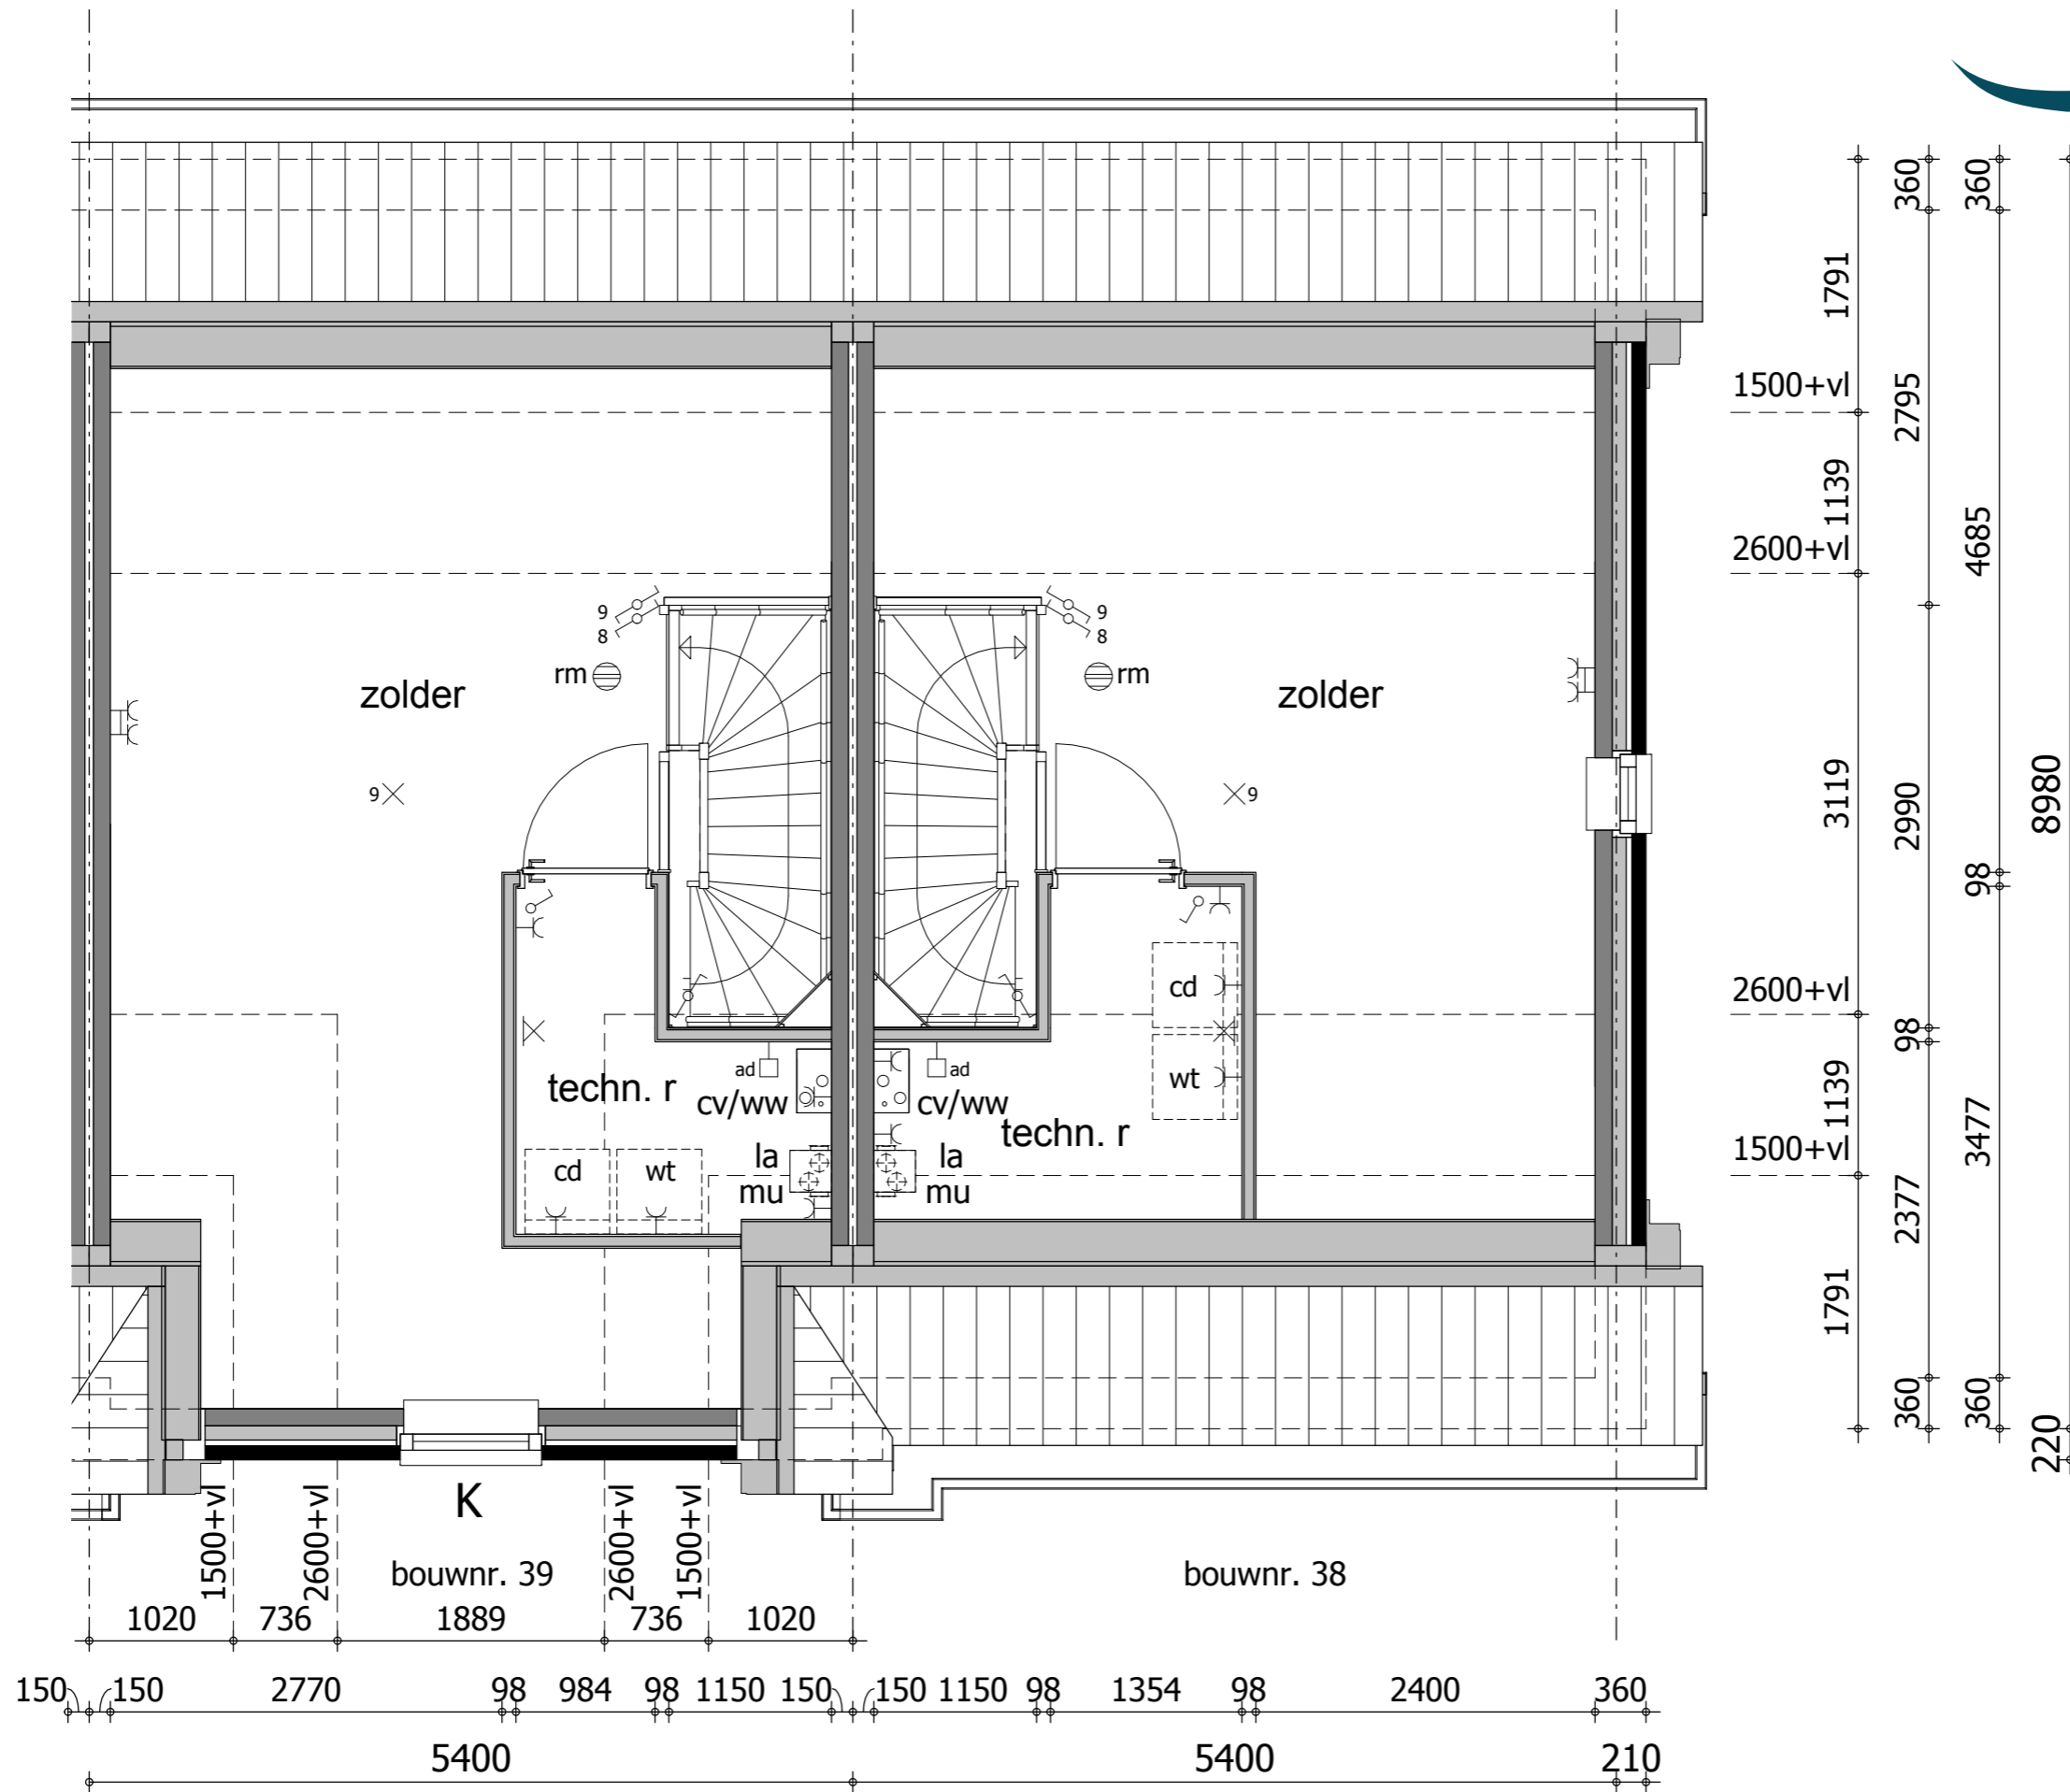 360
360
1791
1500+vl
2795
1139
4685
2600+vl
9
9
8
8
rm
rm
zolder
zolder
9
9
3119
2990
8980
98
cd
2600+vl
98
wt
ad
ad
techn. r
cv/ww
cv/ww
techn. r
1139
3477
1500+vl
cd
wt
la
la
mu
mu
2377
1791
360
360
220
K
1500+vl
2600+vl
2600+vl
1500+vl
bouwnr. 39
bouwnr. 38
1020
736
1889
736
1020
150
150
2770
98
984
98
1150
150
150
1150
98
1354
98
2400
360
5400
5400
210